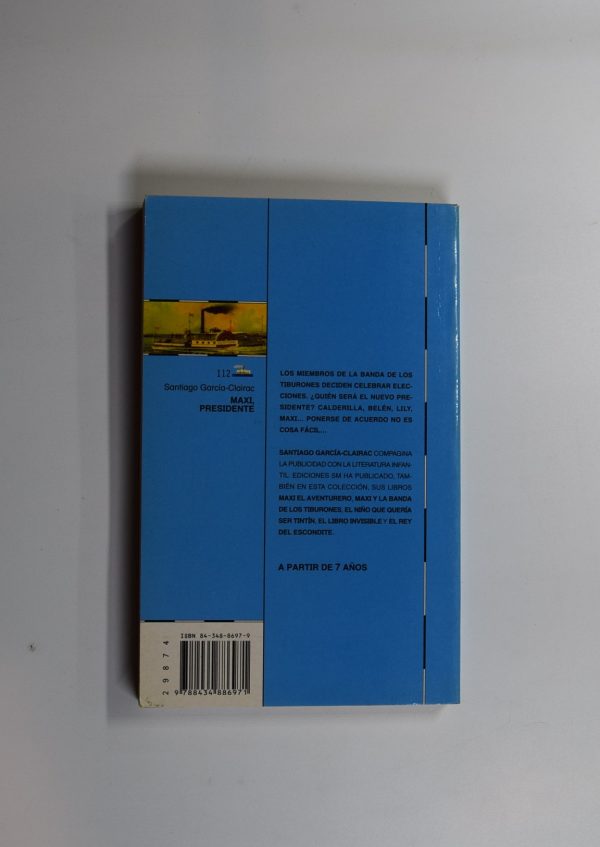 112
Santiago García-Clairac
MAXI,
PRESIDENTE
LOS MIEMBROS DE LA BANDA DE LOS
TIBURONES DECIDEN CELEBRAR ELEC-
CIONES. ¿QUIÉN SERÁ EL NUEVO PRE-
SIDENTE? CALDERILLA, BELÉN, LILY,
MAXI... PONERSE DE ACUERDO NO ES
COSA FÁCIL...
SANTIAGO GARCÍA-CLAIRAC COMPAGINA
LA PUBLICIDAD CON LA LITERATURA INFAN-
TIL. EDICIONES SM HA PUBLICADO, TAM-
BIÉN EN ESTA COLECCIÓN, SUS LIBROS
MAXI EL AVENTURERO, MAXI Y LA BANDA
DE LOS TIBURONES, EL NIÑO QUE QUERÍA
SER TINTÍN, EL LIBRO INVISIBLE Y EL REY
DEL ESCONDITE.
A PARTIR DE 7 AÑOS
ISBN 84-348-8697-9
29874
9 788434 886971